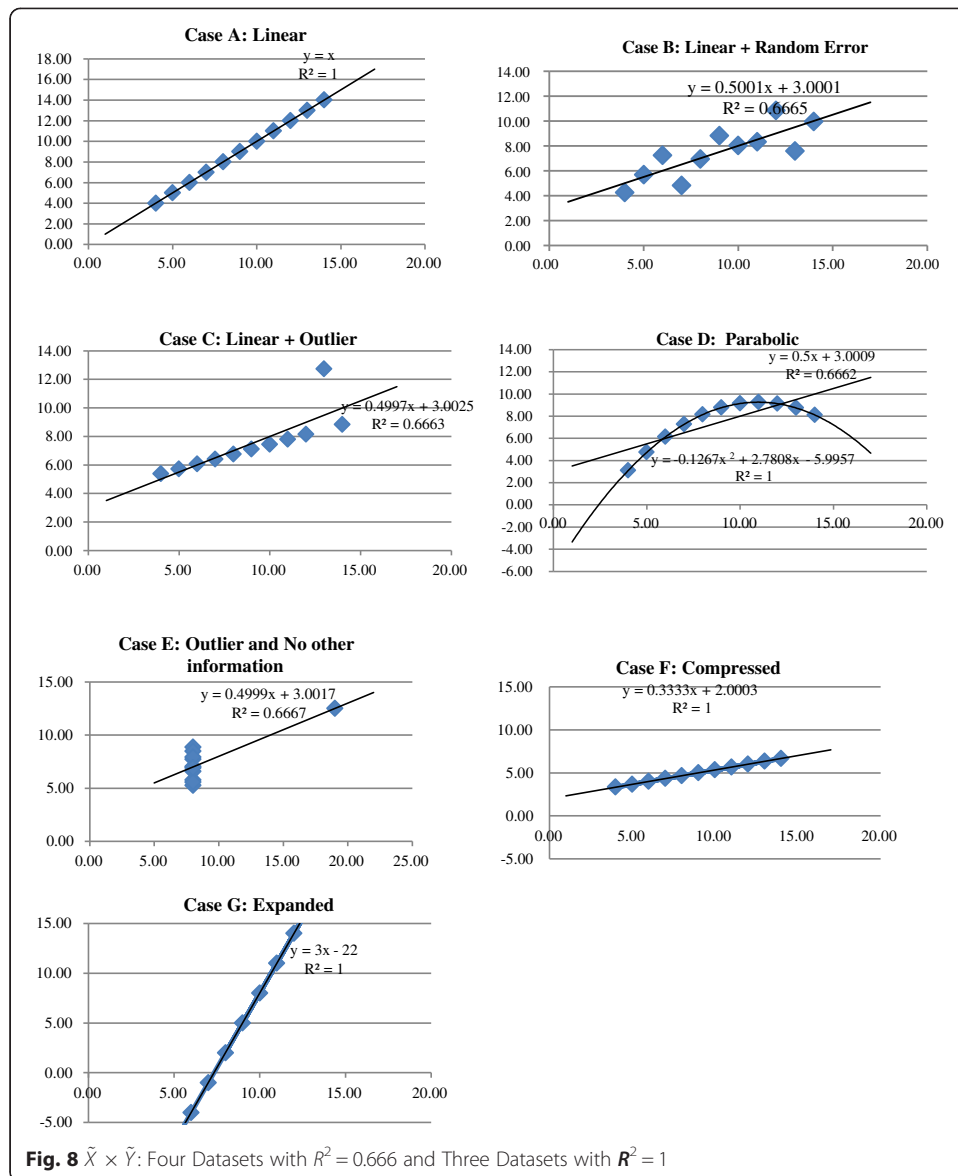 Case A: Linear
y = x
R² = 1
18.00
16.00
14.00
12.00
10.00
8.00
6.00
4.00
2.00
0.00
0.00 5.00 10.00 15.00 20.00
Case B: Linear + Random Error
y = 0.5001x + 3.0001
R² = 0.6665
14.00
12.00
10.00
8.00
6.00
4.00
2.00
0.00
0.00 5.00 10.00 15.00 20.00
Case C: Linear + Outlier
y = 0.4997x + 3.0025
R² = 0.6663
14.00
12.00
10.00
8.00
6.00
4.00
2.00
0.00
0.00 5.00 10.00 15.00 20.00
Case D: Parabolic
y = 0.5x + 3.0009
R² = 0.6662
y = -0.1267x² + 2.7808x - 5.9957
R² = 1
14.00
12.00
10.00
8.00
6.00
4.00
2.00
0.00
-2.00
-4.00
-6.00
0.00 5.00 10.00 15.00 20.00
Case E: Outlier and No other
information
y = 0.4999x + 3.0017
R² = 0.6667
15.00
10.00
5.00
0.00
0.00 5.00 10.00 15.00 20.00 25.00
Case F: Compressed
y = 0.3333x + 2.0003
R² = 1
15.00
10.00
5.00
0.00
-5.00
0.00 5.00 10.00 15.00 20.00
Case G: Expanded
y = 3x - 22
R² = 1
15.00
10.00
5.00
0.00
-5.00
0.00 5.00 10.00 15.00 20.00
Fig. 8 X̃ × Ỹ: Four Datasets with R² = 0.666 and Three Datasets with R² = 1